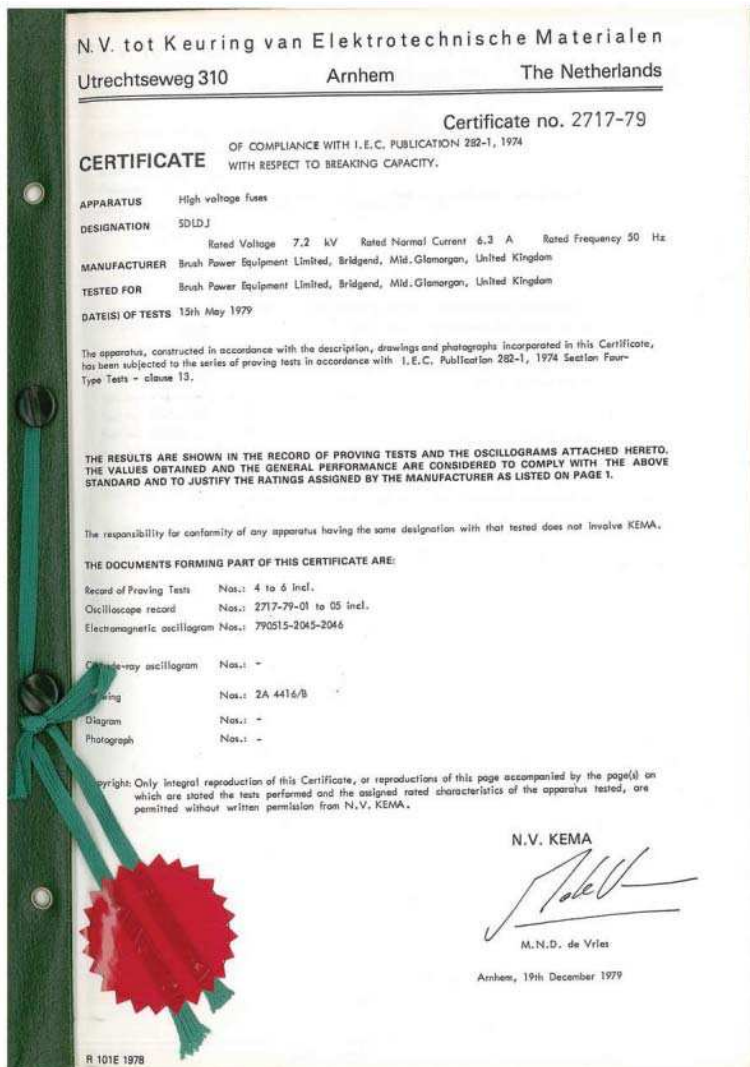 N.V. tot Keuring van Elektrotechnische Materialen
Utrechtseweg 310 Arnhem The Netherlands
Certificate no. 2717-79
CERTIFICATE OF COMPLIANCE WITH I.E.C. PUBLICATION 282-1, 1974
WITH RESPECT TO BREAKING CAPACITY.
APPARATUS High voltage fuses
DESIGNATION SDLDJ
Rated Voltage 7.2 kV Rated Normal Current 6.3 A Rated Frequency 50 Hz
MANUFACTURER Brush Power Equipment Limited, Bridgend, Mid.Glamorgan, United Kingdom
TESTED FOR Brush Power Equipment Limited, Bridgend, Mid.Glamorgan, United Kingdom
DATE(S) OF TESTS 15th May 1979
The apparatus, constructed in accordance with the description, drawings and photographs incorporated in this Certificate,
has been subjected to the series of proving tests in accordance with I.E.C. Publication 282-1, 1974 Section Four-
Type Tests - clause 13.
THE RESULTS ARE SHOWN IN THE RECORD OF PROVING TESTS AND THE OSCILLOGRAMS ATTACHED HERETO.
THE VALUES OBTAINED AND THE GENERAL PERFORMANCE ARE CONSIDERED TO COMPLY WITH THE ABOVE
STANDARD AND TO JUSTIFY THE RATINGS ASSIGNED BY THE MANUFACTURER AS LISTED ON PAGE 1.
The responsibility for conformity of any apparatus having the same designation with that tested does not involve KEMA.
THE DOCUMENTS FORMING PART OF THIS CERTIFICATE ARE:
Record of Proving Tests Nos.: 4 to 6 incl.
Oscilloscope record Nos.: 2717-79-01 to 05 incl.
Electromagnetic oscillogram Nos.: 790515-2045-2046
de-ray oscillogram Nos.: -
ing Nos.: 2A 4416/B
Diagram Nos.: -
Photograph Nos.: -
pyright: Only integral reproduction of this Certificate, or reproductions of this page accompanied by the page(s) on
which are stated the tests performed and the assigned rated characteristics of the apparatus tested, are
permitted without written permission from N.V. KEMA.
N.V. KEMA
M.N.D. de Vries
Arnhem, 19th December 1979
R 101E 1978